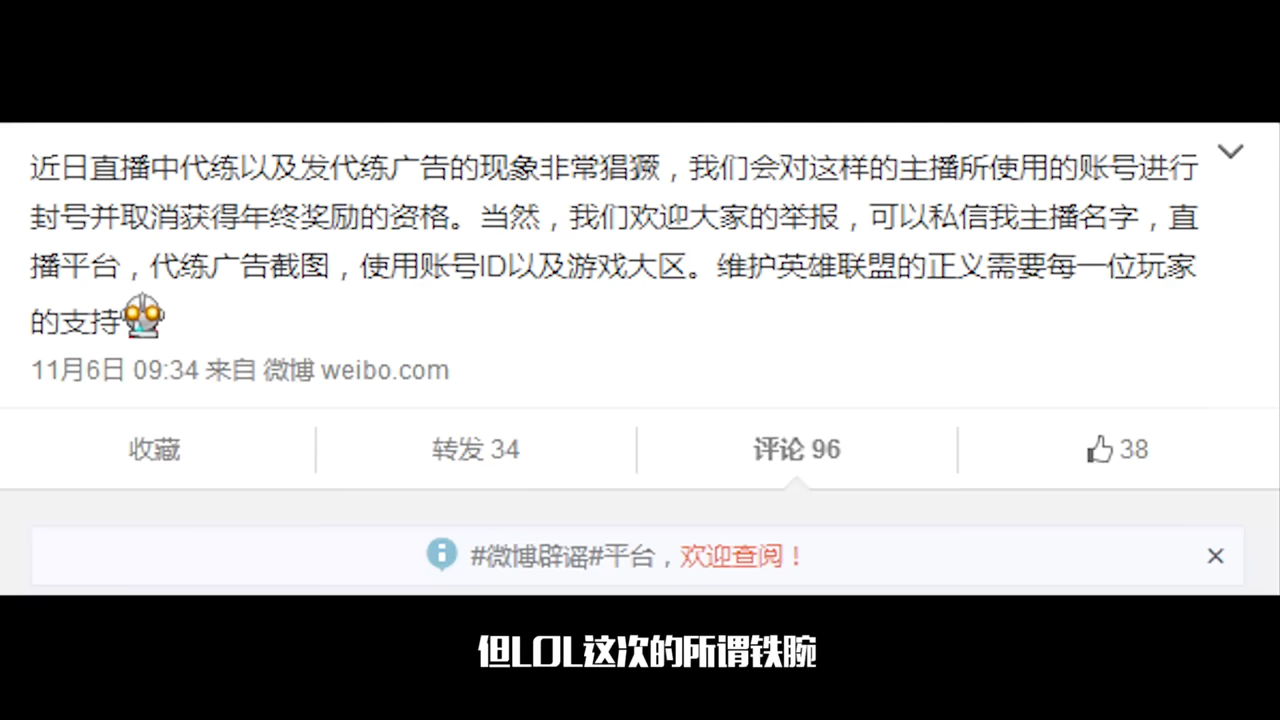 近日直播中代练以及发代练广告的现象非常猖獗，我们会对这样的主播所使用的账号进行
封号并取消获得年终奖励的资格。当然，我们欢迎大家的举报，可以私信我主播名字，直
播平台，代练广告截图，使用账号ID以及游戏大区。维护英雄联盟的正义需要每一位玩家
的支持
11月6日 09:34 来自 微博 weibo.com
收藏 转发 34 评论 96 38
#微博辟谣#平台，欢迎查阅！
但LOL这次的所谓铁腕